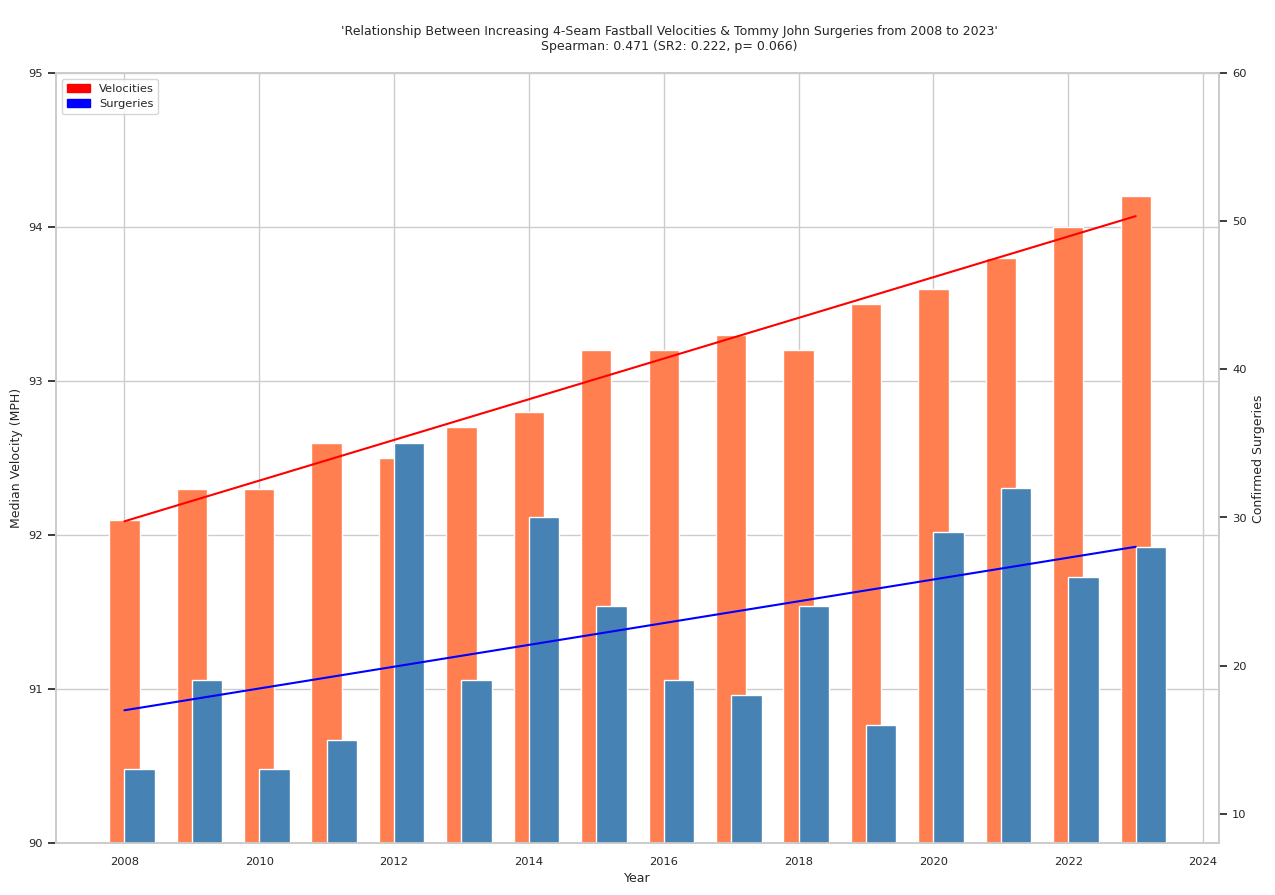 'Relationship Between Increasing 4-Seam Fastball Velocities & Tommy John Surgeries from 2008 to 2023'
Spearman: 0.471 (SR2: 0.222, p= 0.066)
Velocities
Surgeries
95
94
93
92
91
90
Median Velocity (MPH)
60
50
40
30
20
10
Confirmed Surgeries
2008 2010 2012 2014 2016 2018 2020 2022 2024
Year